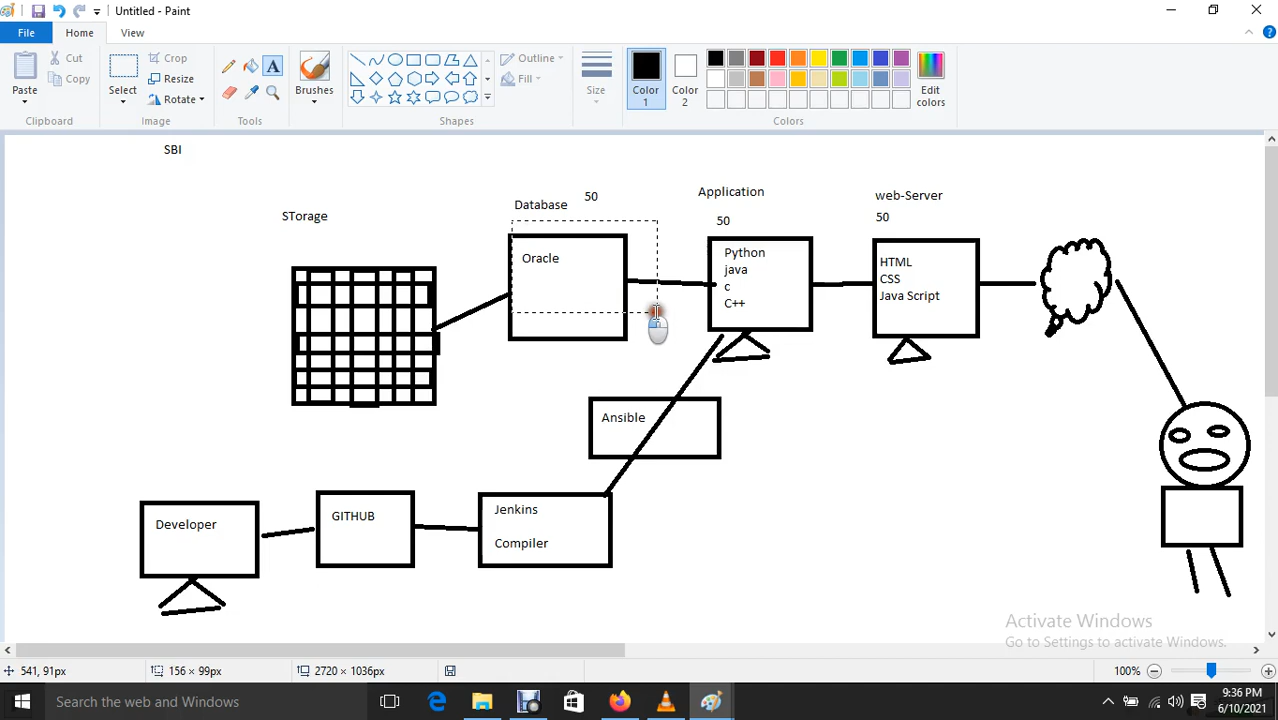 Untitled - Paint
File
Home
View
Paste
Cut
Copy
Clipboard
Select
Crop
Resize
Rotate
Image
A
Tools
Brushes
Shapes
Outline
Fill
Size
Color 1
Color 2
Edit colors
Colors
SBI
STorage
Database
50
Oracle
Application
50
Python
java
c
C++
web-Server
50
HTML
CSS
Java Script
Ansible
Developer
GITHUB
Jenkins
Compiler
Activate Windows
Go to Settings to activate Windows.
541, 91px
156 × 99px
2720 × 1036px
100%
Search the web and Windows
9:36 PM
6/10/2021